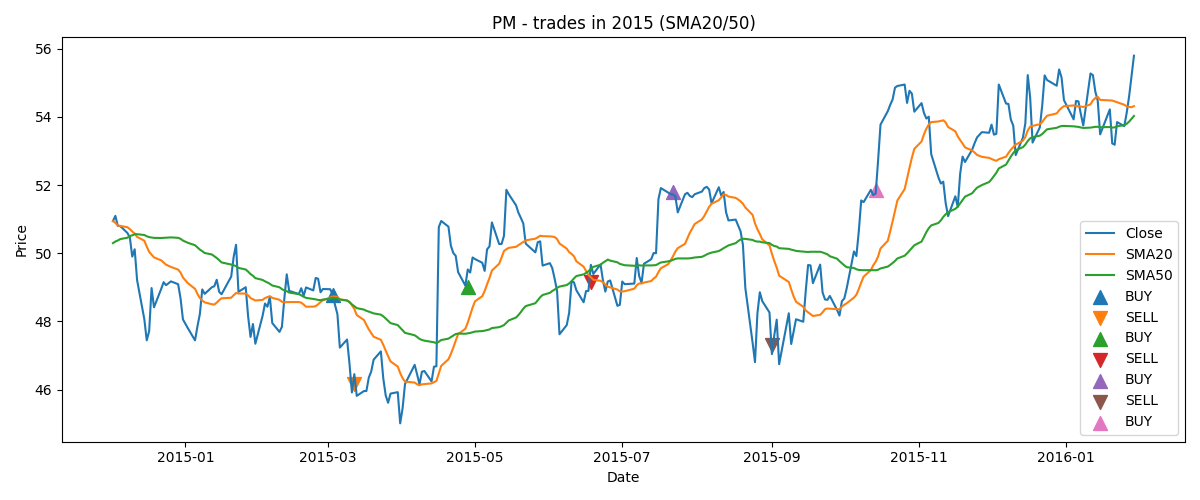 PM - trades in 2015 (SMA20/50)
Price
56
54
52
50
48
46
2015-01
2015-03
2015-05
2015-07
2015-09
2015-11
2016-01
Date
Close
SMA20
SMA50
BUY
SELL
BUY
SELL
BUY
SELL
BUY